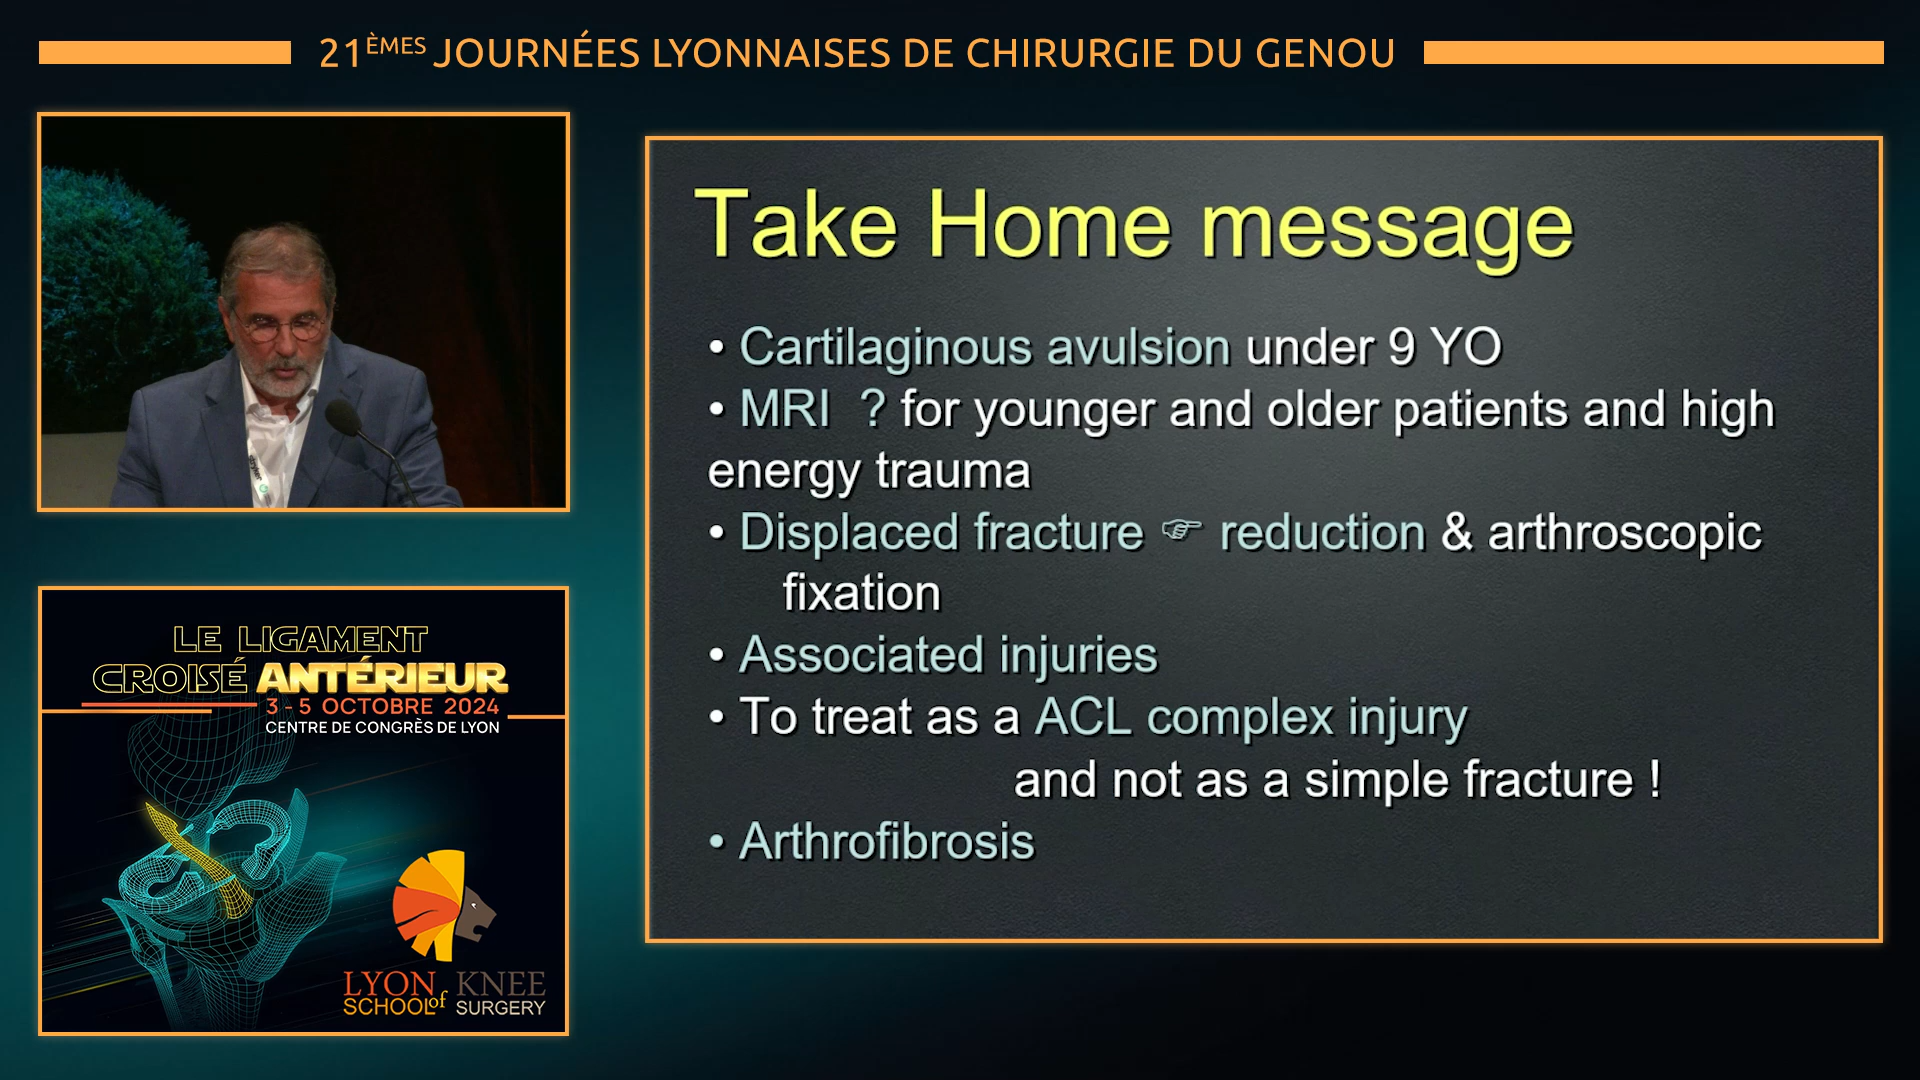 21ÈMES JOURNÉES LYONNAISES DE CHIRURGIE DU GENOU
Take Home message
• Cartilaginous avulsion under 9 YO
• MRI ? for younger and older patients and high
energy trauma
• Displaced fracture ☞ reduction & arthroscopic
fixation
• Associated injuries
• To treat as a ACL complex injury
and not as a simple fracture !
• Arthrofibrosis
LE LIGAMENT
CROISÉ ANTÉRIEUR
3 - 5 OCTOBRE 2024
CENTRE DE CONGRÈS DE LYON
LYON KNEE
SCHOOL of SURGERY